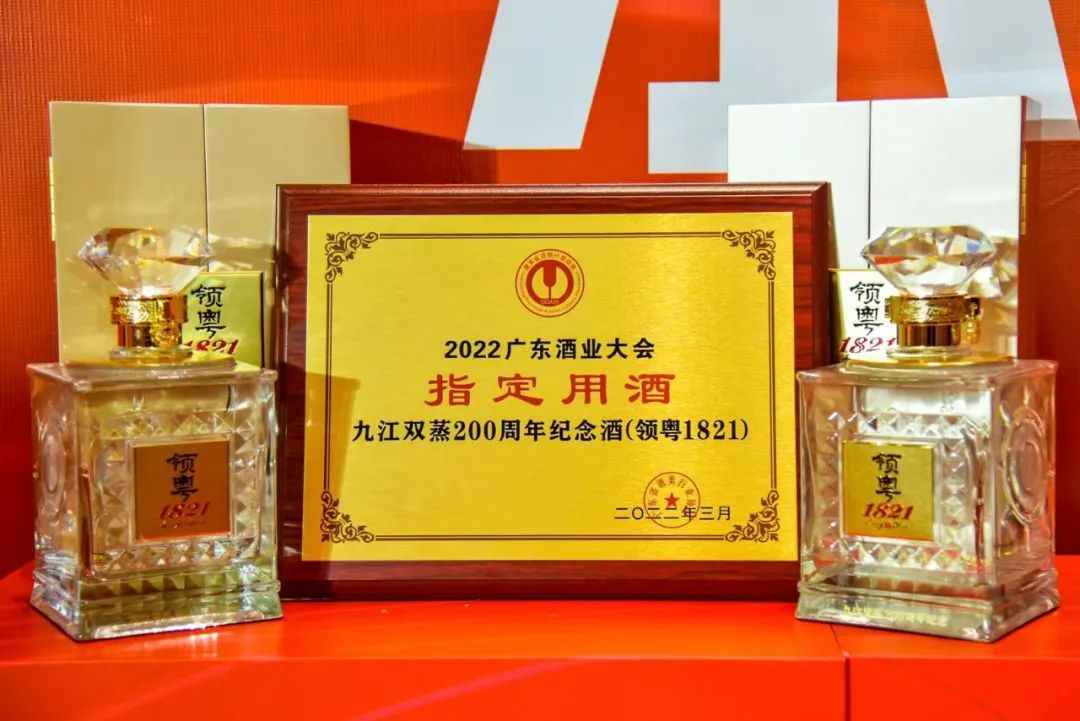 2022广东酒业大会
指定用酒
九江双蒸200周年纪念酒(领粤1821)
二〇二二年三月
领粤
1821
领粤
1821
领粤
1821
领粤
1821